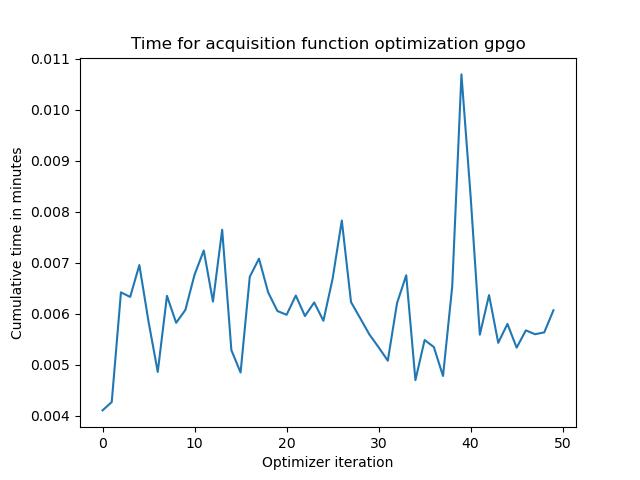 Time for acquisition function optimization gpgo
0.011
0.010
0.009
0.008
0.007
0.006
0.005
0.004
Cumulative time in minutes
0 10 20 30 40 50
Optimizer iteration